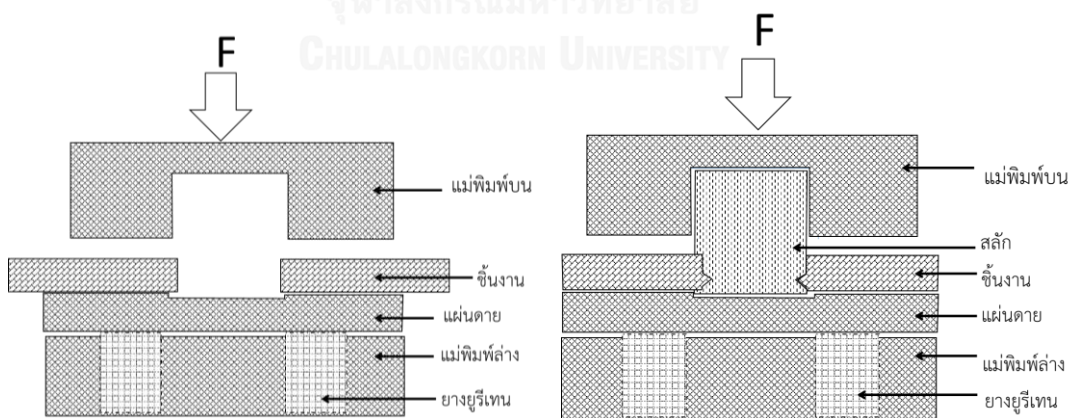 จุฬาลงกรณ์มหาวิทยาลัย
CHULALONGKORN UNIVERSITY
F
แม่พิมพ์บน
ชิ้นงาน
แผ่นดาย
แม่พิมพ์ล่าง
ยางยูรีเทน
F
แม่พิมพ์บน
สลัก
ชิ้นงาน
แผ่นดาย
แม่พิมพ์ล่าง
ยางยูรีเทน